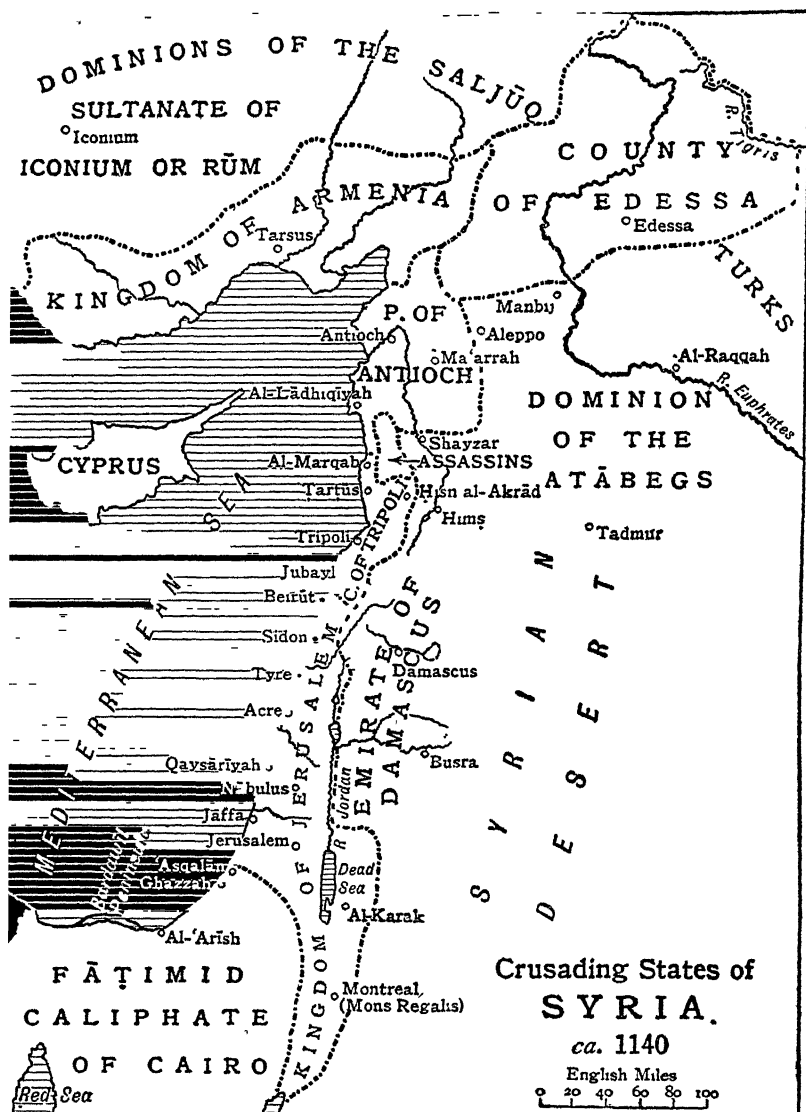 DOMINIONS OF THE SALJŪQ
SULTANATE OF
Iconium
ICONIUM OR RŪM
R. Tigris
COUNTY
OF EDESSA
Edessa
KINGDOM OF ARMENIA
Tarsus
TURKS
Manbij
P. OF
Antioch
Aleppo
Ma'arrah
ANTIOCH
Al-Raqqah
R. Euphrates
Al-Lādhiqīyah
DOMINION
OF THE
ATĀBEGS
Shayzar
CYPRUS
Al-Marqab
ASSASSINS
Tarṭūs
Ḥiṣn al-Akrād
Ḥimṣ
Tadmur
C. OF TRIPOLI
Tripoli
Jubayl
Beirūt
MEDITERRANEAN SEA
Sidon
EMIRATE OF
DAMASCUS
Damascus
Tyre
SYRIAN
DESERT
Acre
KINGDOM OF JERUSALEM
Qaysārīyah
Busra
Nābulus
R Jordan
Jaffa
Jerusalem
'Asqalān
Ghazzah
Dead
Sea
Al-Karak
Al-'Arīsh
FĀṬIMID
CALIPHATE
OF CAIRO
Montreal
(Mons Regalis)
Red Sea
Crusading States of
SYRIA.
ca. 1140
English Miles
0 20 40 60 80 100